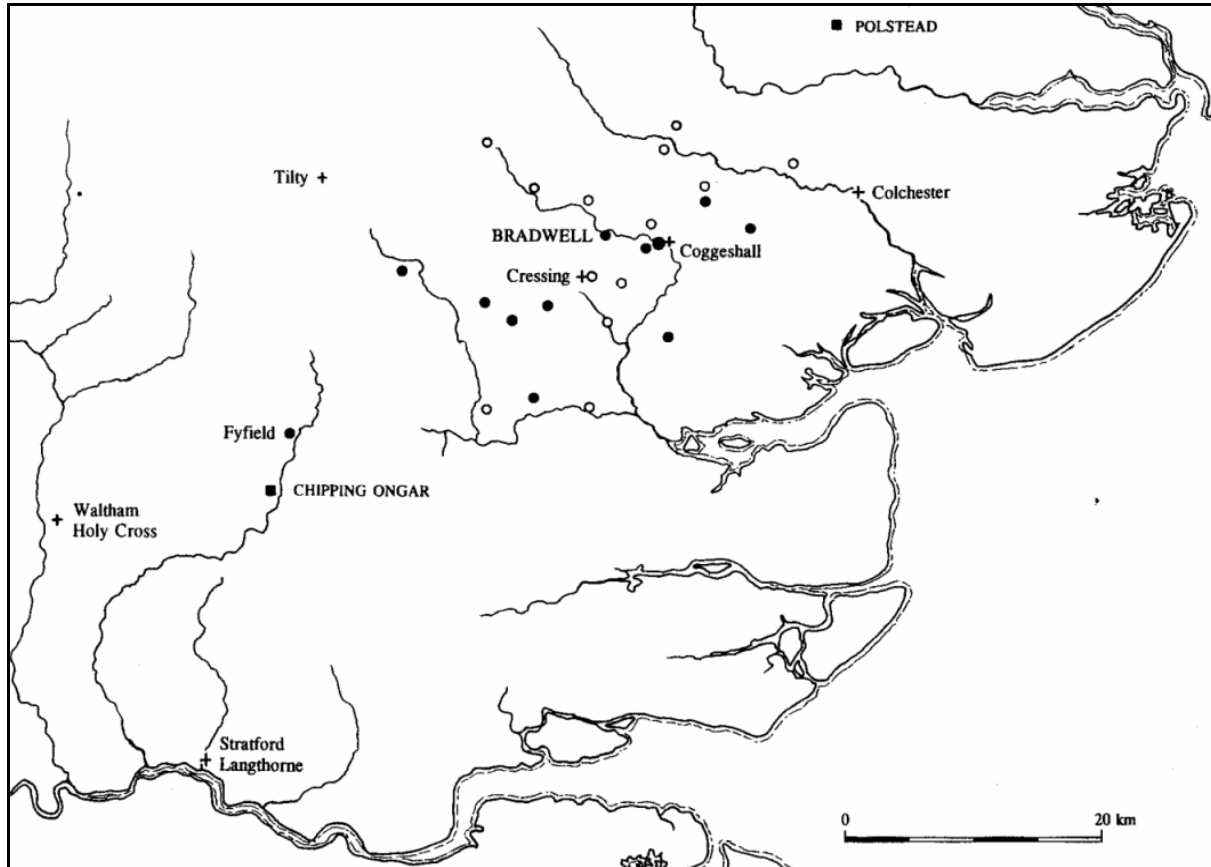 POLSTEAD
Tilty
Colchester
BRADWELL
Coggeshall
Cressing
Fyfield
CHIPPING ONGAR
Waltham
Holy Cross
Stratford
Langthorne
0 20 km